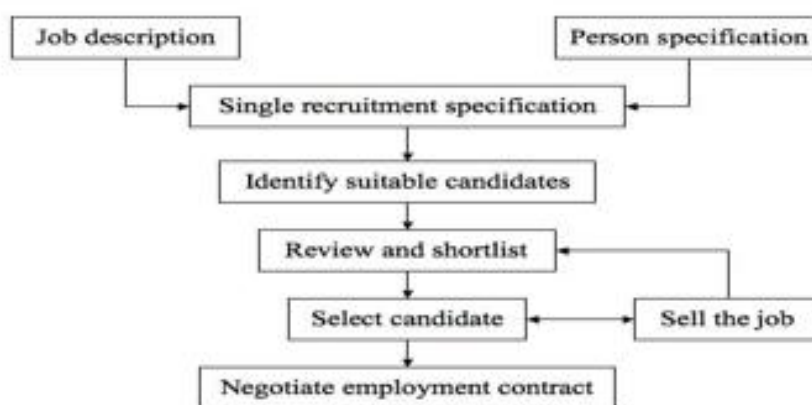 Job description
Person specification
Single recruitment specification
Identify suitable candidates
Review and shortlist
Select candidate
Sell the job
Negotiate employment contract